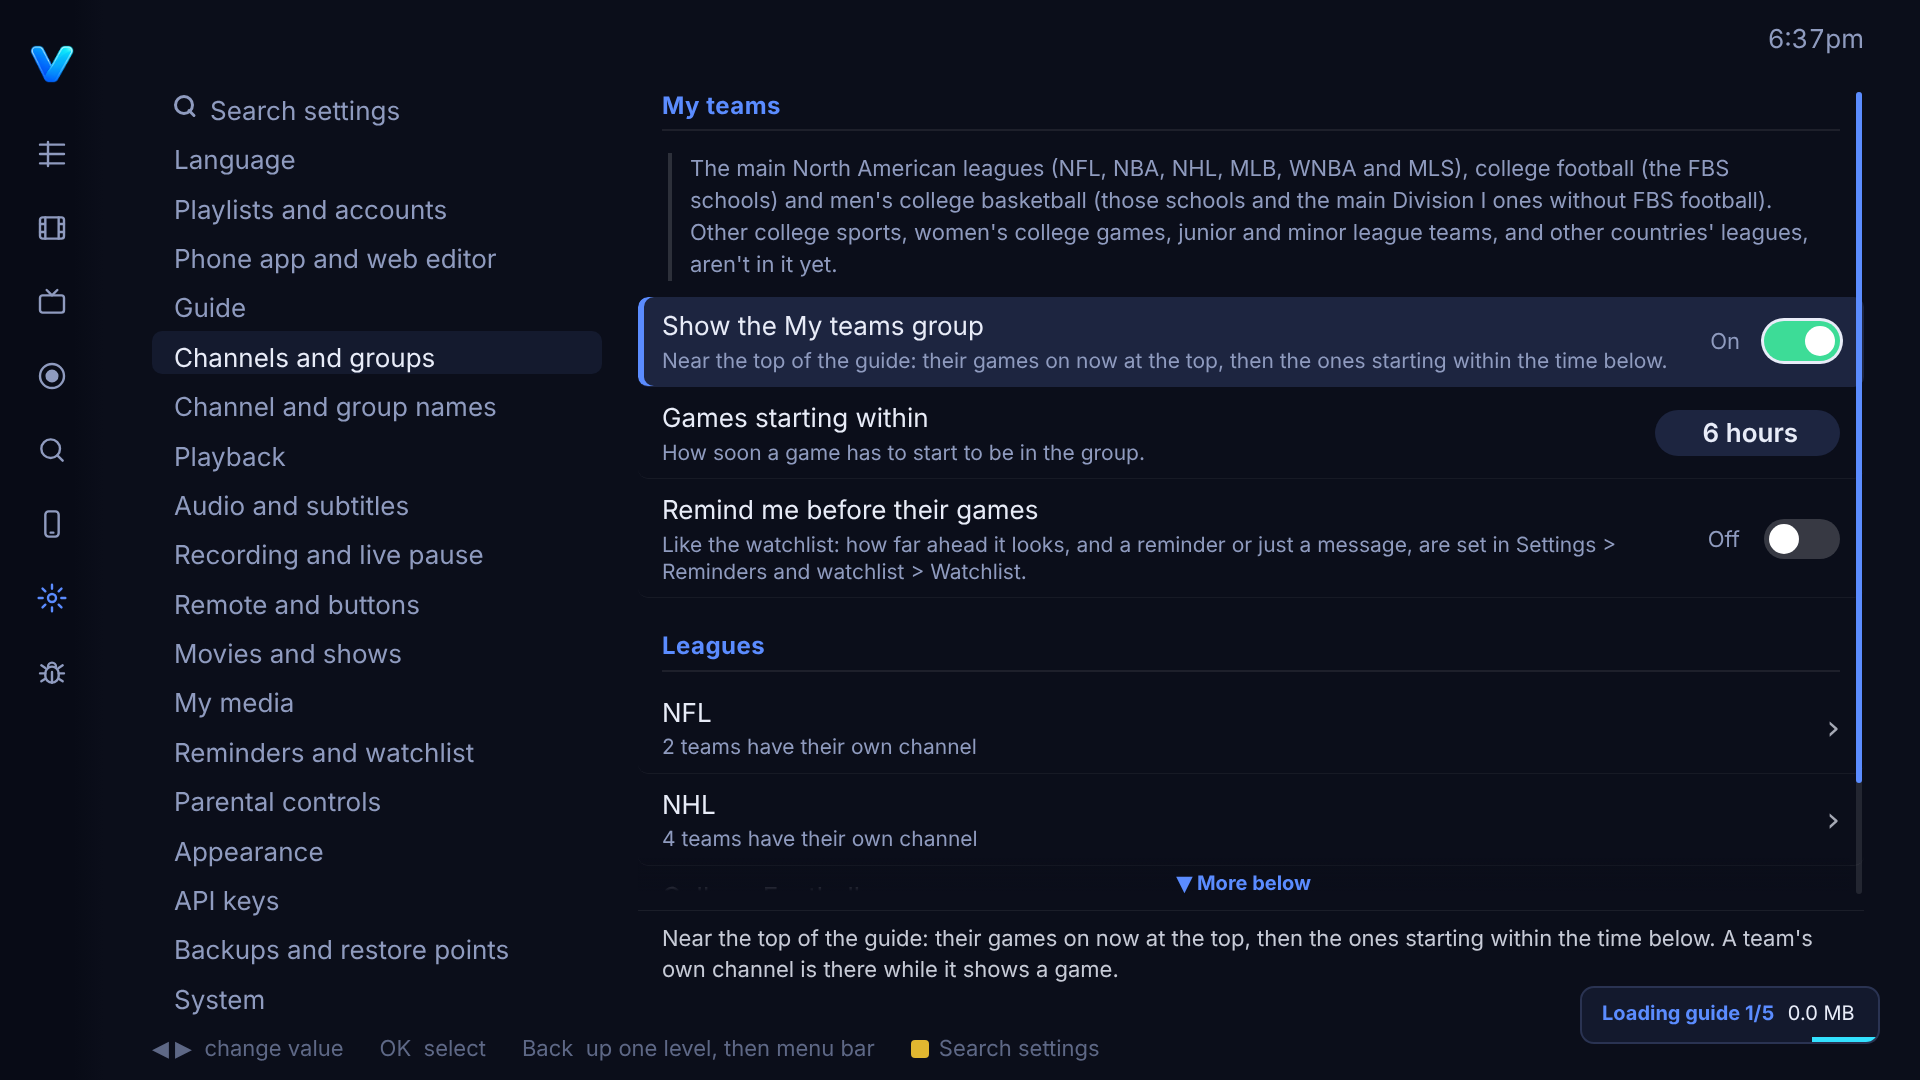 6:37pm
Search settings
Language
Playlists and accounts
Phone app and web editor
Guide
Channels and groups
Channel and group names
Playback
Audio and subtitles
Recording and live pause
Remote and buttons
Movies and shows
My media
Reminders and watchlist
Parental controls
Appearance
API keys
Backups and restore points
System
My teams
The main North American leagues (NFL, NBA, NHL, MLB, WNBA and MLS), college football (the FBS
schools) and men's college basketball (those schools and the main Division I ones without FBS football).
Other college sports, women's college games, junior and minor league teams, and other countries' leagues,
aren't in it yet.
Show the My teams group
Near the top of the guide: their games on now at the top, then the ones starting within the time below.
On
Games starting within
How soon a game has to start to be in the group.
6 hours
Remind me before their games
Like the watchlist: how far ahead it looks, and a reminder or just a message, are set in Settings >
Reminders and watchlist > Watchlist.
Off
Leagues
NFL
2 teams have their own channel
NHL
4 teams have their own channel
▼ More below
Near the top of the guide: their games on now at the top, then the ones starting within the time below. A team's
own channel is there while it shows a game.
Loading guide 1/5 0.0 MB
◀▶ change value OK select Back up one level, then menu bar Search settings